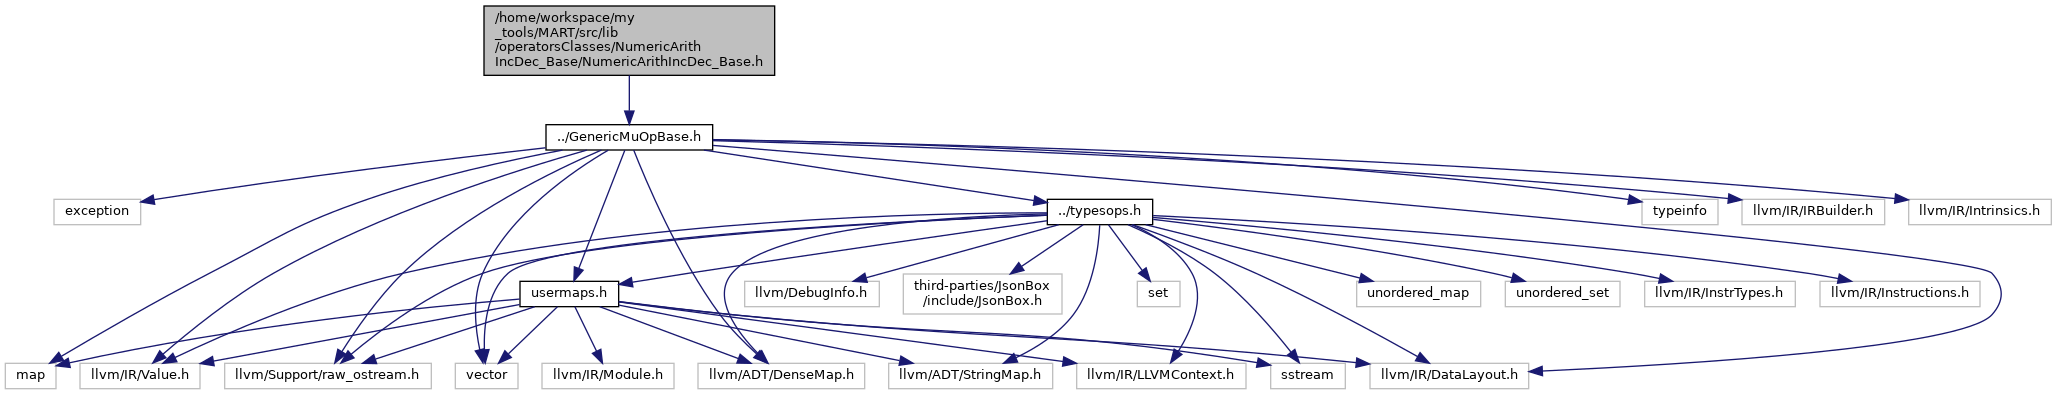 /home/workspace/my
_tools/MART/src/lib
/operatorsClasses/NumericArith
IncDec_Base/NumericArithIncDec_Base.h
../GenericMuOpBase.h
exception
../typesops.h
typeinfo
llvm/IR/IRBuilder.h
llvm/IR/Intrinsics.h
usermaps.h
llvm/DebugInfo.h
third-parties/JsonBox
/include/JsonBox.h
set
unordered_map
unordered_set
llvm/IR/InstrTypes.h
llvm/IR/Instructions.h
map
llvm/IR/Value.h
llvm/Support/raw_ostream.h
vector
llvm/IR/Module.h
llvm/ADT/DenseMap.h
llvm/ADT/StringMap.h
llvm/IR/LLVMContext.h
sstream
llvm/IR/DataLayout.h